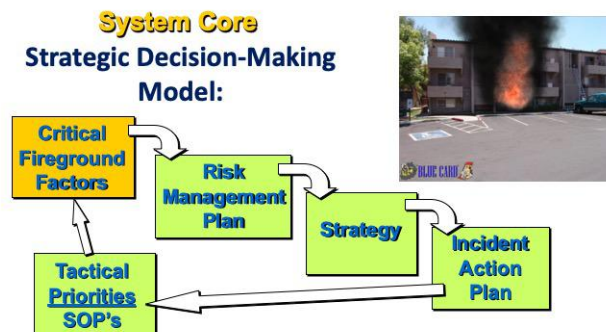 System Core
Strategic Decision-Making
Model:
Critical
Fireground
Factors
Risk
Management
Plan
Strategy
Incident
Action
Plan
Tactical
Priorities
SOP's
BLUE CARD